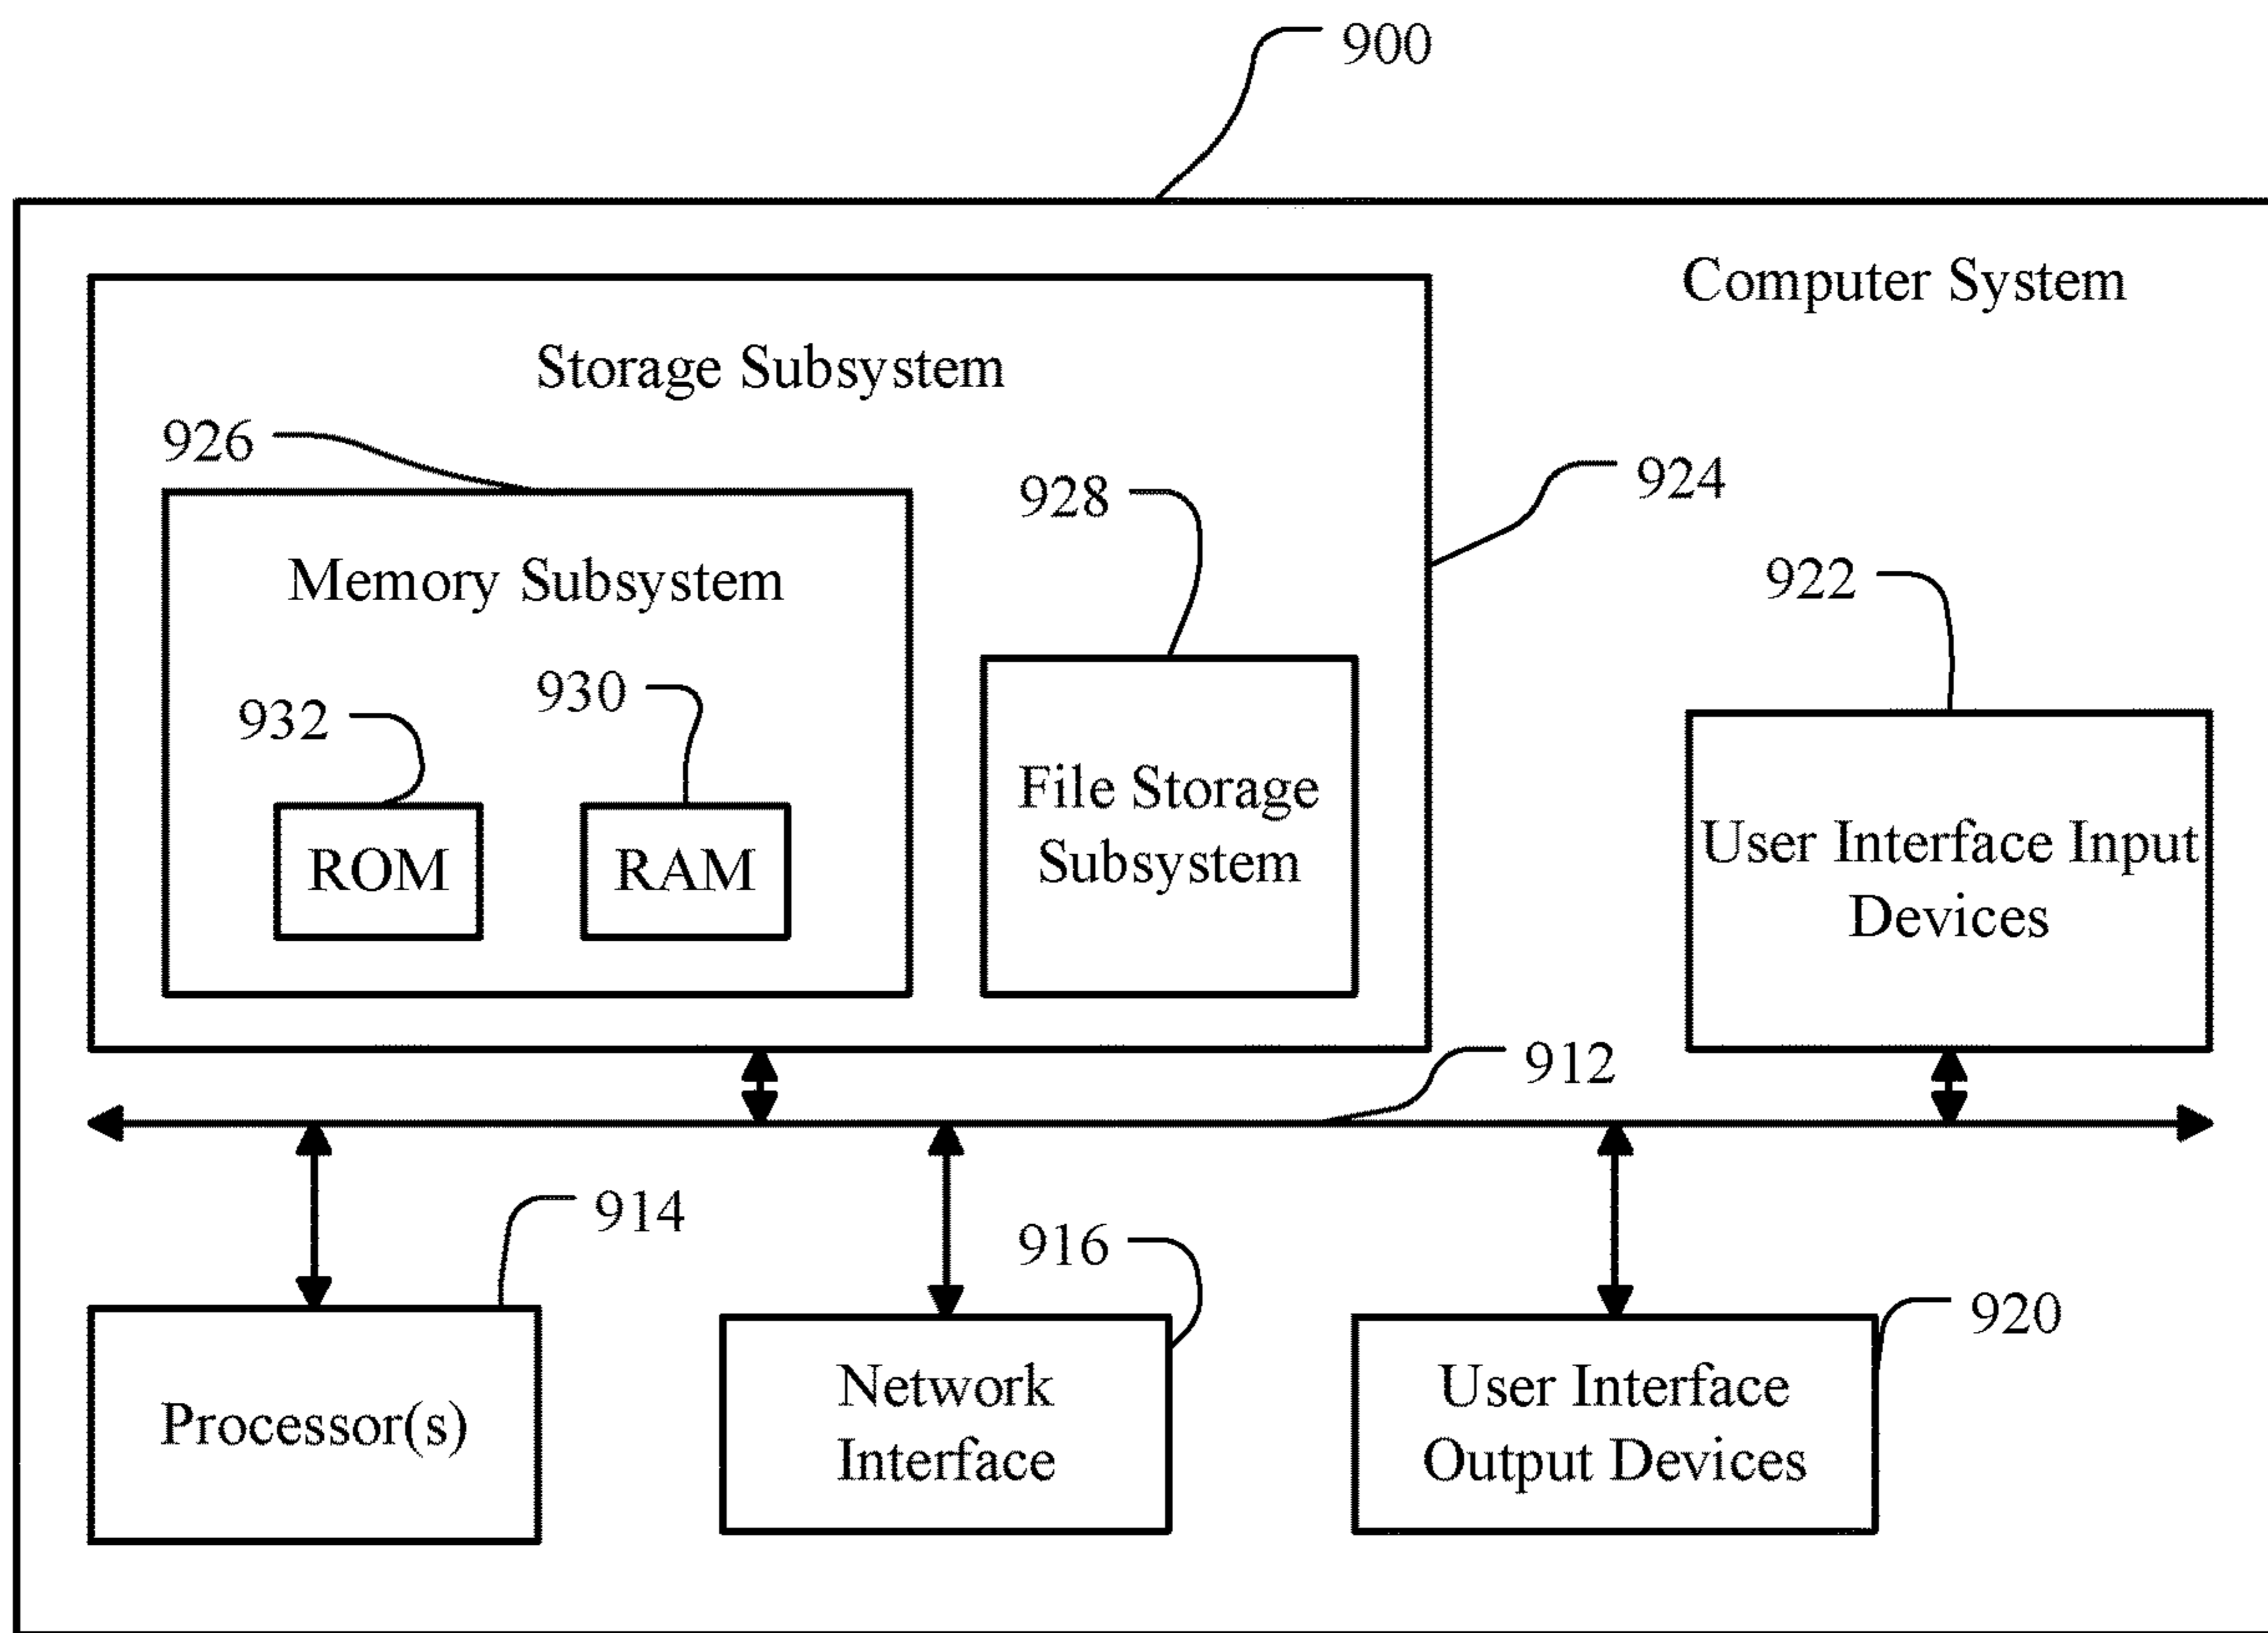 900
Computer System
Storage Subsystem
926
924
928
922
Memory Subsystem
932
930
File Storage
Subsystem
User Interface Input
Devices
ROM
RAM
912
914
916
920
Processor(s)
Network
Interface
User Interface
Output Devices